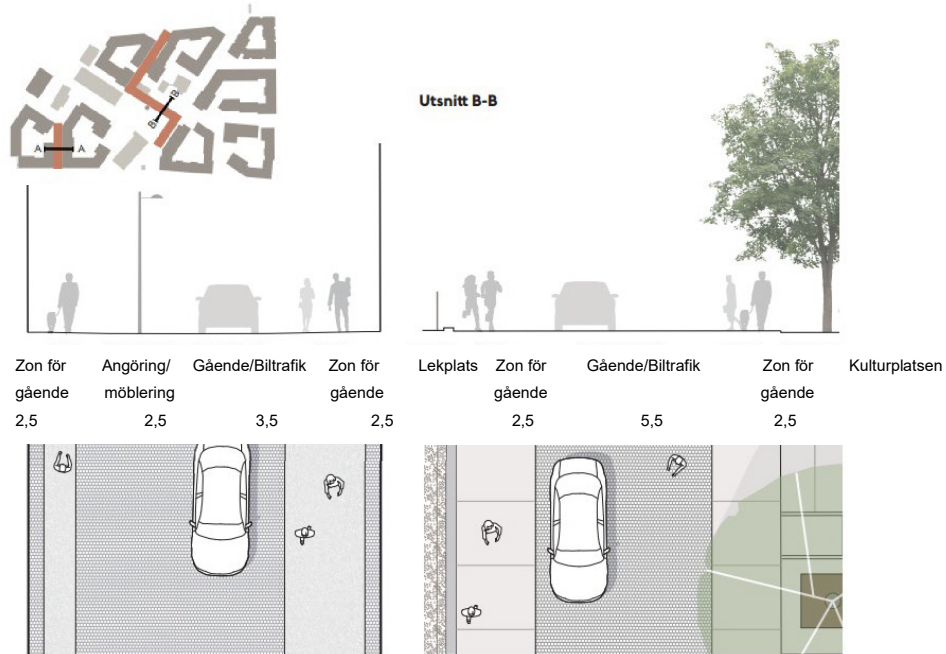 A A
B B
Utsnitt B-B
Zon för Angöring/ Gående/Biltrafik Zon för
gående möblering gående
2,5 2,5 3,5 2,5
Lekplats Zon för Gående/Biltrafik Zon för Kulturplatsen
gående gående
2,5 5,5 2,5